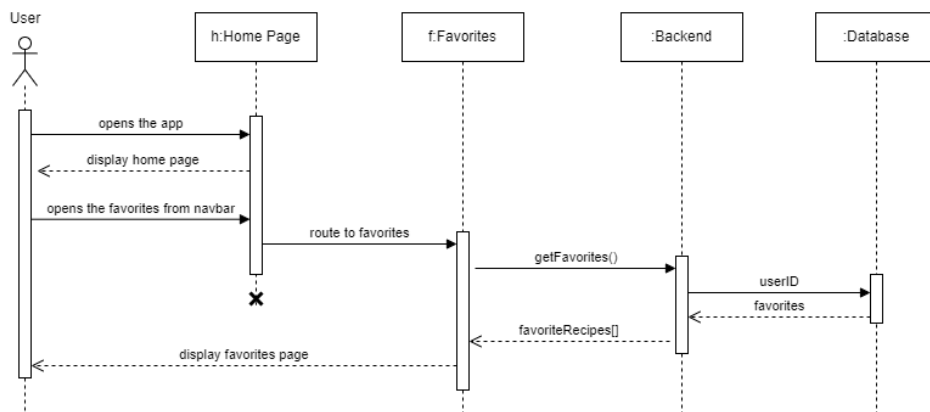 User
h:Home Page
f:Favorites
:Backend
:Database
opens the app
display home page
opens the favorites from navbar
route to favorites
getFavorites()
userID
favorites
favoriteRecipes[]
display favorites page